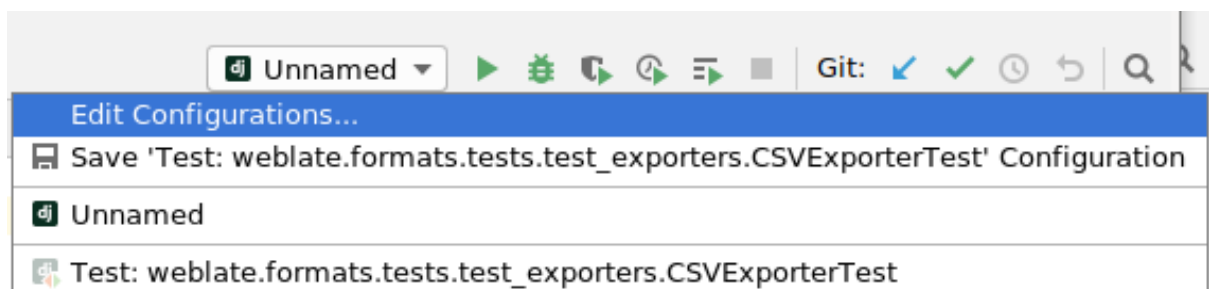 dj Unnamed Git:
Edit Configurations...
Save 'Test: weblate.formats.tests.test_exporters.CSVExporterTest' Configuration
dj Unnamed
dj Test: weblate.formats.tests.test_exporters.CSVExporterTest